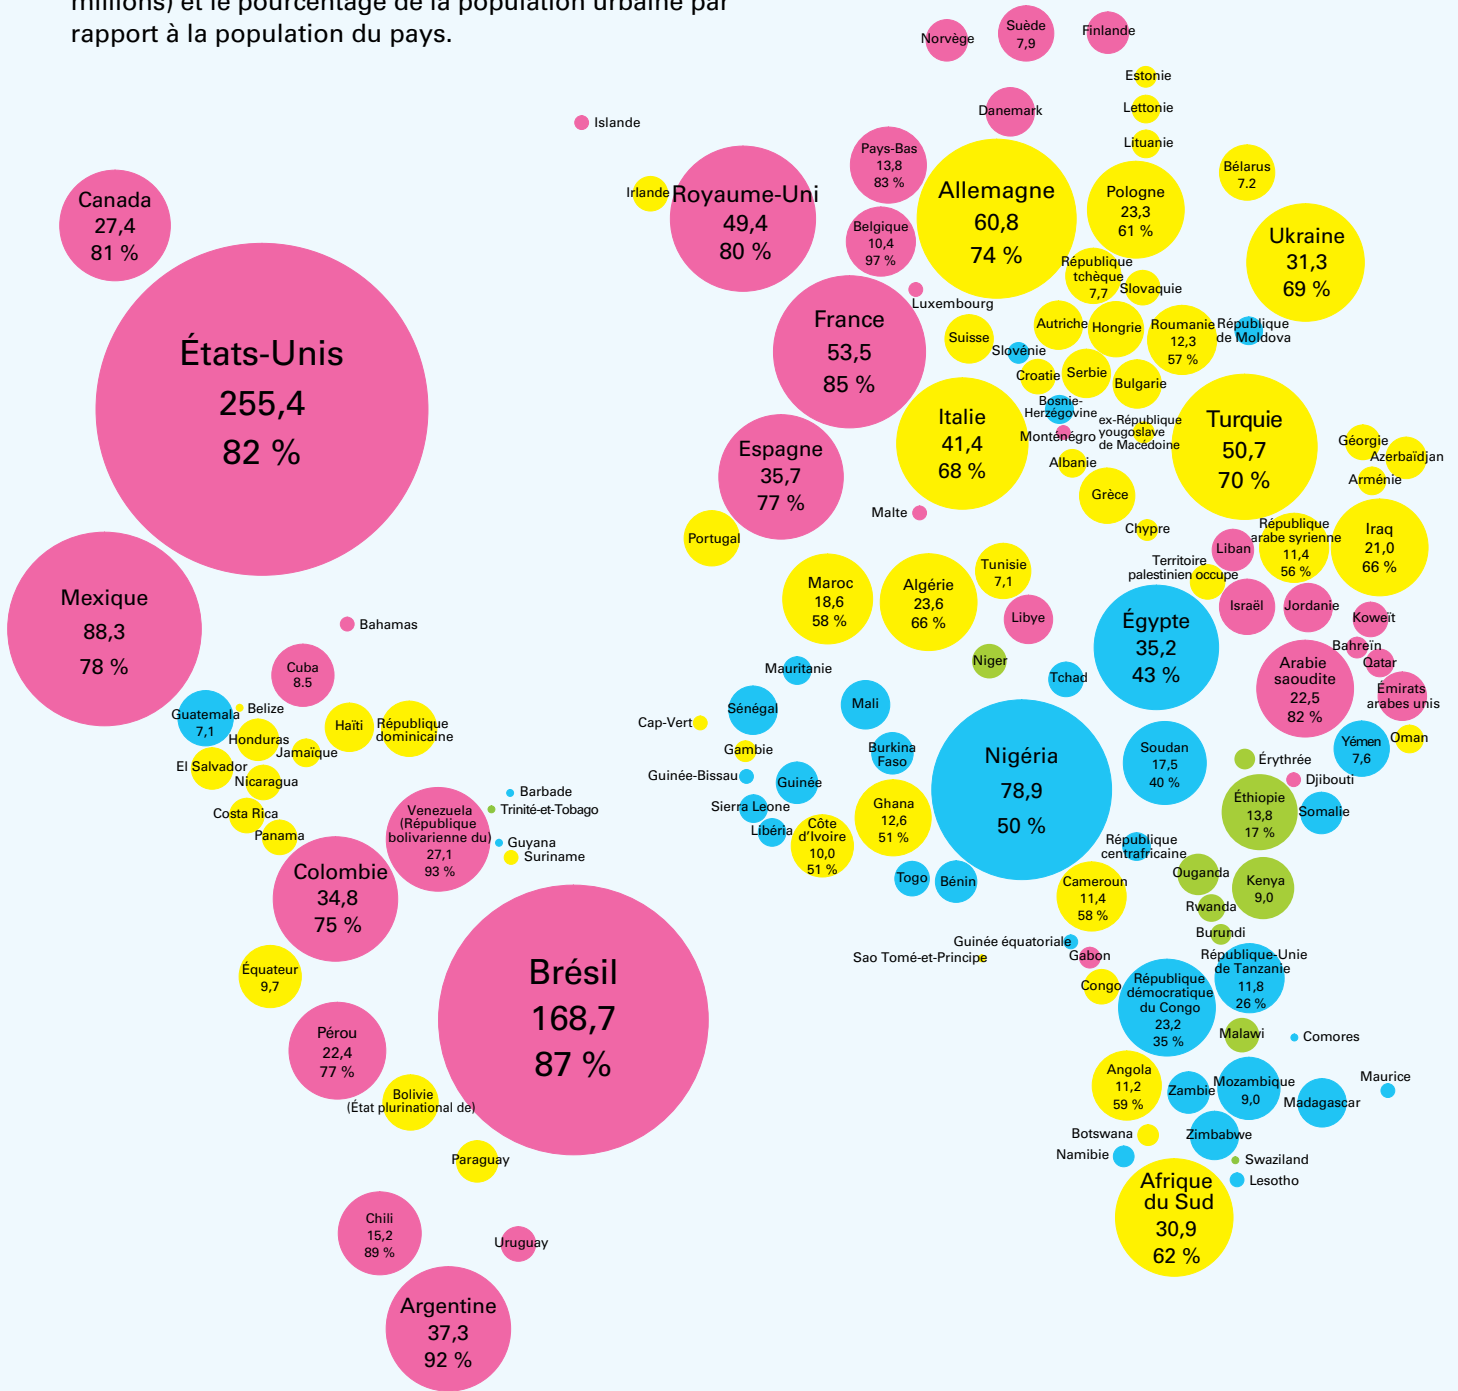 millions) et le pourcentage de la population urbaine par
rapport à la population du pays.
Norvège
Suède
7,9
Finlande
Estonie
Lettonie
Lituanie
Danemark
Islande
Pays-Bas
13,8
83 %
Bélarus
7.2
Canada
27,4
81 %
Irlande
Royaume-Uni
49,4
80 %
Allemagne
60,8
74 %
Pologne
23,3
61 %
Belgique
10,4
97 %
Ukraine
31,3
69 %
République
tchèque
7,7
Slovaquie
Luxembourg
États-Unis
255,4
82 %
France
53,5
85 %
Suisse
Autriche
Hongrie
Roumanie
12,3
57 %
République
de Moldova
Slovénie
Croatie
Serbie
Bulgarie
Bosnie-
Herzégovine
Monténégro
ex-République
yougoslave
de Macédoine
Albanie
Italie
41,4
68 %
Turquie
50,7
70 %
Géorgie
Azerbaïdjan
Arménie
Espagne
35,7
77 %
Grèce
Malte
Chypre
Portugal
Liban
République
arabe syrienne
11,4
56 %
Iraq
21,0
66 %
Territoire
palestinien occupe
Mexique
88,3
78 %
Bahamas
Maroc
18,6
58 %
Algérie
23,6
66 %
Tunisie
7,1
Libye
Égypte
35,2
43 %
Israël
Jordanie
Koweït
Bahreïn
Qatar
Arabie
saoudite
22,5
82 %
Émirats
arabes unis
Oman
Yémen
7,6
Cuba
8.5
Guatemala
7,1
Belize
Honduras
Jamaïque
Haïti
République
dominicaine
El Salvador
Nicaragua
Costa Rica
Panama
Mauritanie
Niger
Tchad
Sénégal
Mali
Cap-Vert
Gambie
Burkina
Faso
Guinée-Bissau
Guinée
Sierra Leone
Libéria
Nigéria
78,9
50 %
Soudan
17,5
40 %
Érythrée
Djibouti
Éthiopie
13,8
17 %
Somalie
Barbade
Trinité-et-Tobago
Venezuela
(République
bolivarienne du)
27,1
93 %
Guyana
Suriname
Côte
d’Ivoire
10,0
51 %
Ghana
12,6
51 %
Togo
Bénin
République
centrafricaine
Cameroun
11,4
58 %
Ouganda
Kenya
9,0
Rwanda
Burundi
Colombie
34,8
75 %
Guinée équatoriale
Sao Tomé-et-Principe
Gabon
Congo
République-Unie
de Tanzanie
11,8
26 %
République
démocratique
du Congo
23,2
35 %
Équateur
9,7
Brésil
168,7
87 %
Pérou
22,4
77 %
Malawi
Comores
Bolivie
(État plurinational de)
Angola
11,2
59 %
Zambie
Mozambique
9,0
Madagascar
Maurice
Botswana
Namibie
Zimbabwe
Swaziland
Lesotho
Paraguay
Afrique
du Sud
30,9
62 %
Chili
15,2
89 %
Uruguay
Argentine
37,3
92 %